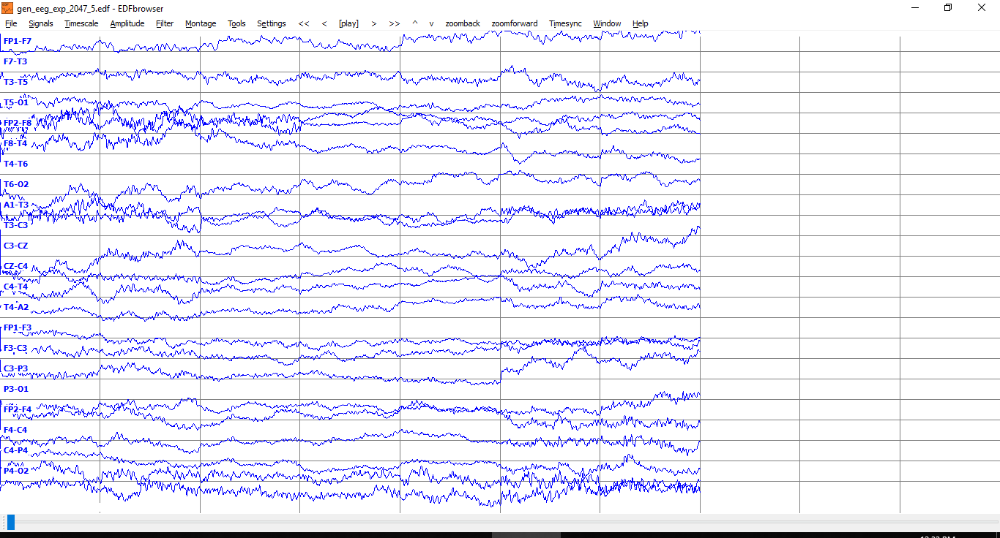 gen_eeg_exp_2047_5.edf - EDFbrowser
File Signals Timescale Amplitude Filter Montage Tools Settings << < [play] > >> ^ v zoomback zoomforward Timesync Window Help
FP1-F7
F7-T3
T3-T5
T5-O1
FP2-F8
F8-T4
T4-T6
T6-O2
A1-T3
T3-C3
C3-CZ
CZ-C4
C4-T4
T4-A2
FP1-F3
F3-C3
C3-P3
P3-O1
FP2-F4
F4-C4
C4-P4
P4-O2